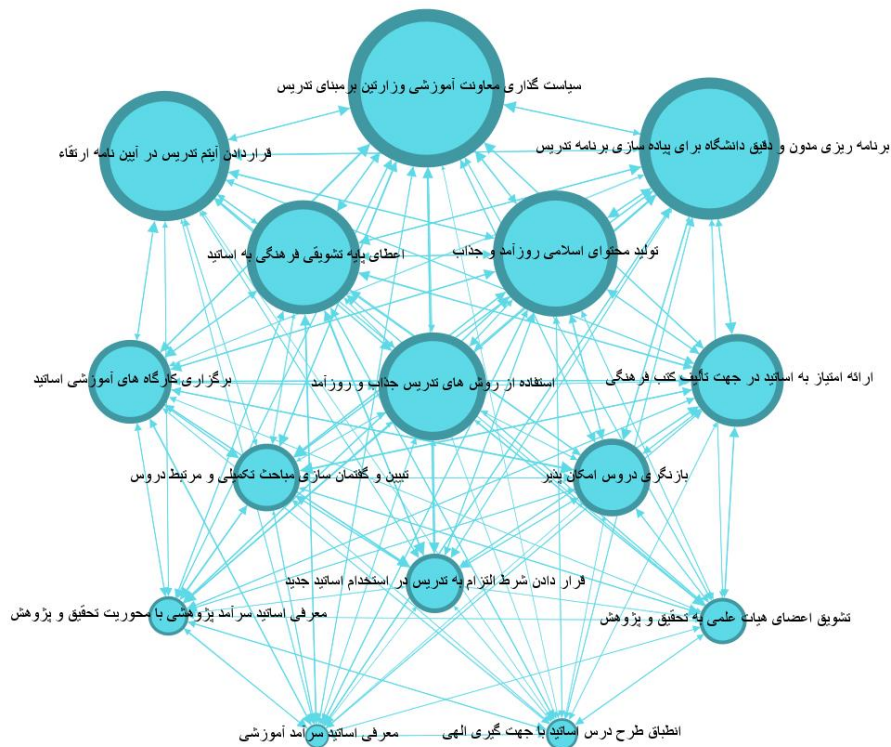 سیاست گذاری معاونت آموزشی وزارتین برمبنای تدریس
برنامه ریزی مدون و دقیق دانشگاه برای پیاده سازی برنامه تدریس
قراردادن آیتم تدریس در آیین نامه ارتقاء
تولید محتوای اسلامی روزآمد و جذاب
اعطای پایه تشویقی فرهنگی به اساتید
ارائه امتیاز به اساتید در جهت تألیف کتب فرهنگی
استفاده از روش های تدریس جذاب و روزآمد
برگزاری کارگاه های آموزشی اساتید
بازنگری دروس امکان پذیر
تبیین و گفتمان سازی مباحث تکمیلی و مرتبط دروس
قرار دادن شرط التزام به تدریس در استخدام اساتید جدید
تشویق اعضای هیات علمی به تحقیق و پژوهش
معرفی اساتید سرآمد پژوهشی با محوریت تحقیق و پژوهش
انطباق طرح درس اساتید با جهت گیری الهی
معرفی اساتید سرآمد آموزشی